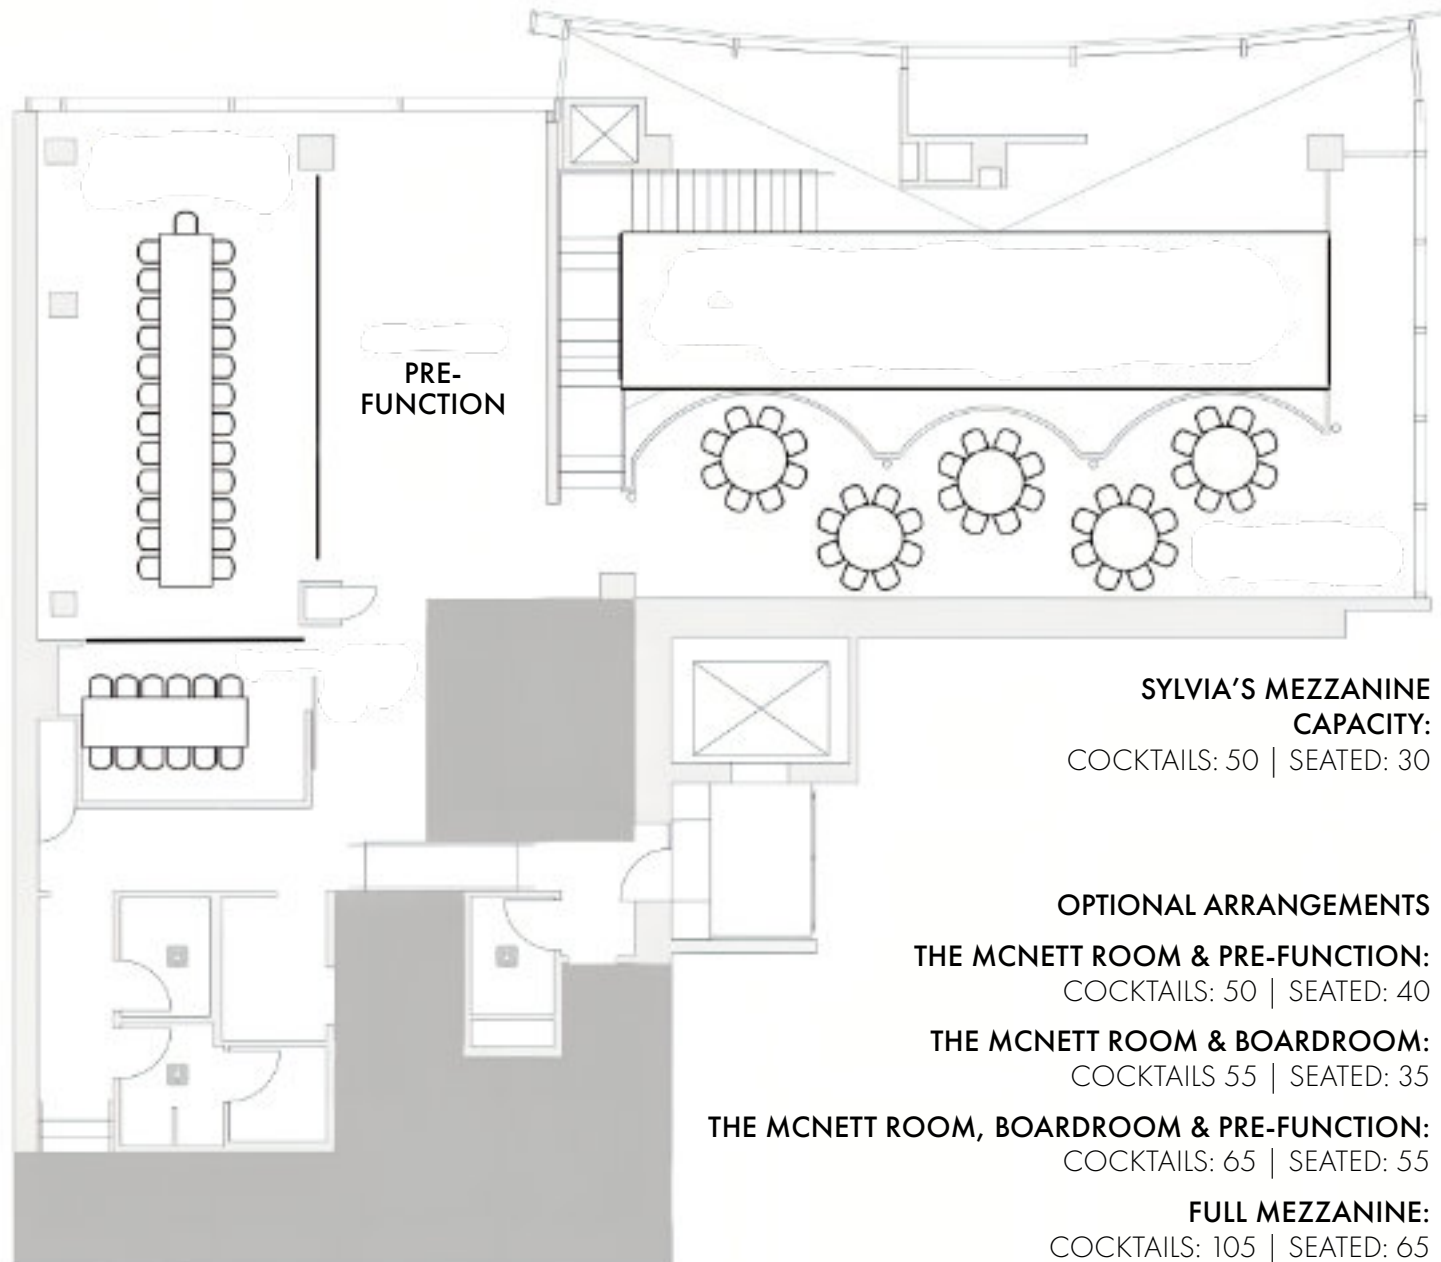 PRE-
FUNCTION
SYLVIA'S MEZZANINE
CAPACITY:
COCKTAILS: 50 | SEATED: 30
OPTIONAL ARRANGEMENTS
THE MCNETT ROOM & PRE-FUNCTION:
COCKTAILS: 50 | SEATED: 40
THE MCNETT ROOM & BOARDROOM:
COCKTAILS 55 | SEATED: 35
THE MCNETT ROOM, BOARDROOM & PRE-FUNCTION:
COCKTAILS: 65 | SEATED: 55
FULL MEZZANINE:
COCKTAILS: 105 | SEATED: 65